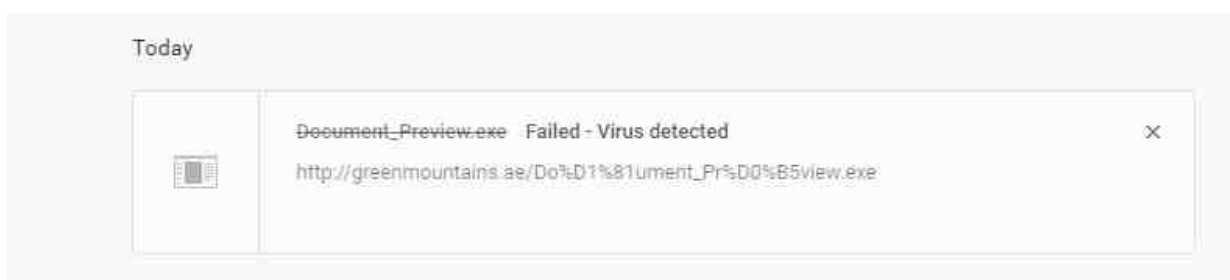 Today
Document_Preview.exe Failed - Virus detected
http://greenmountains.ae/Do%D1%81ument_Pr%D0%B5view.exe